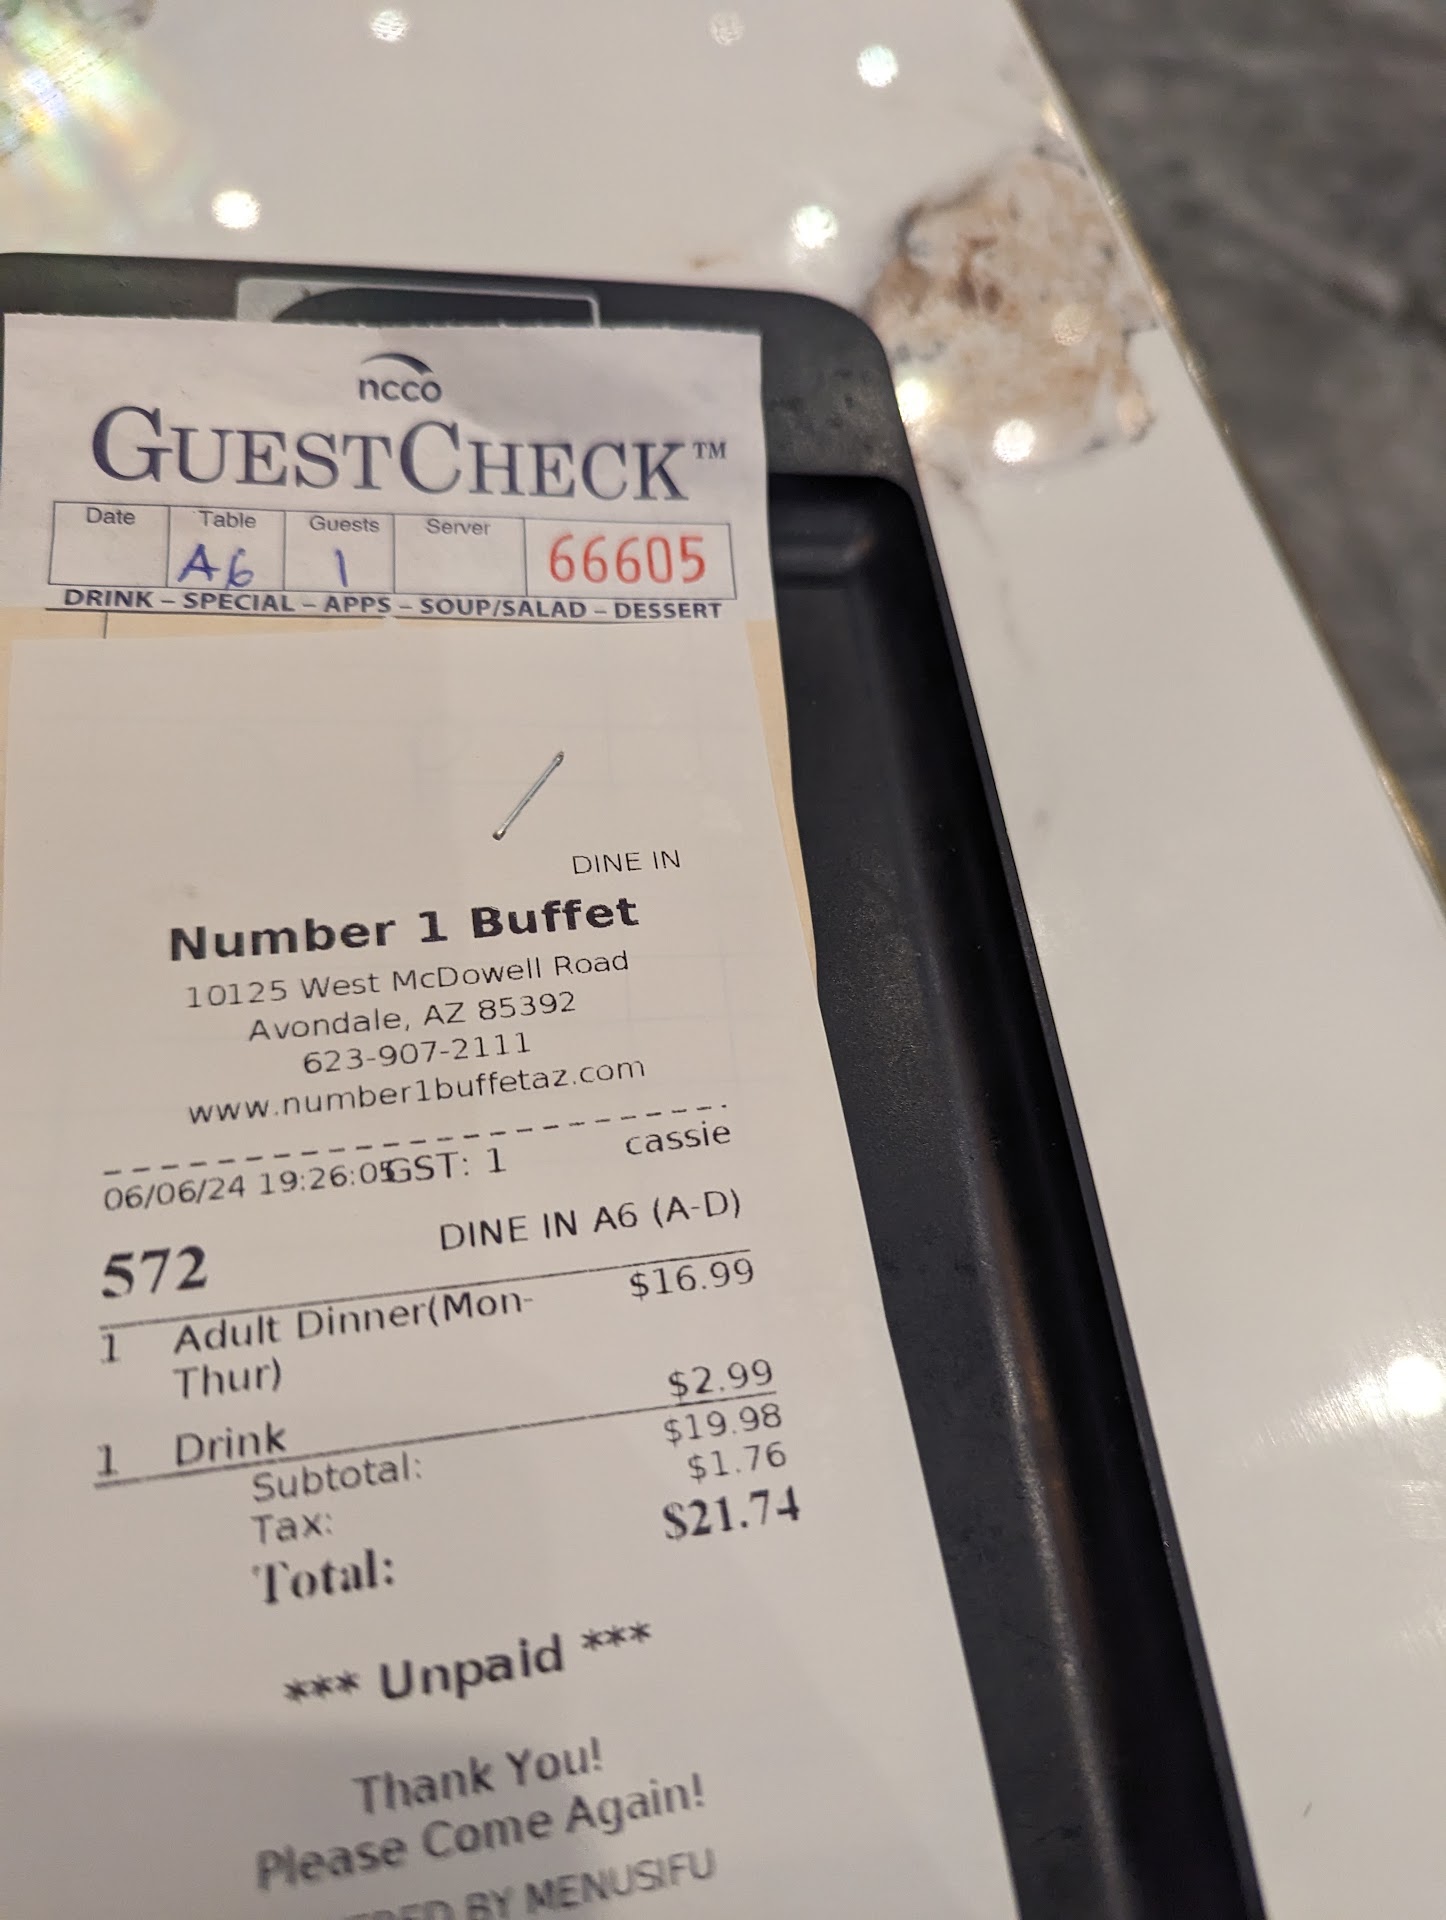 ncco
GUESTCHECK™
Date Table Guests Server
A6 1 66605
DRINK – SPECIAL – APPS – SOUP/SALAD – DESSERT
DINE IN
Number 1 Buffet
10125 West McDowell Road
Avondale, AZ 85392
623-907-2111
www.number1buffetaz.com
06/06/24 19:26:05 GST: 1 cassie
572 DINE IN A6 (A-D)
1 Adult Dinner(Mon- $16.99
Thur)
1 Drink $2.99
Subtotal: $19.98
Tax: $1.76
Total: $21.74
*** Unpaid ***
Thank You!
Please Come Again!
BY MENUSIFU